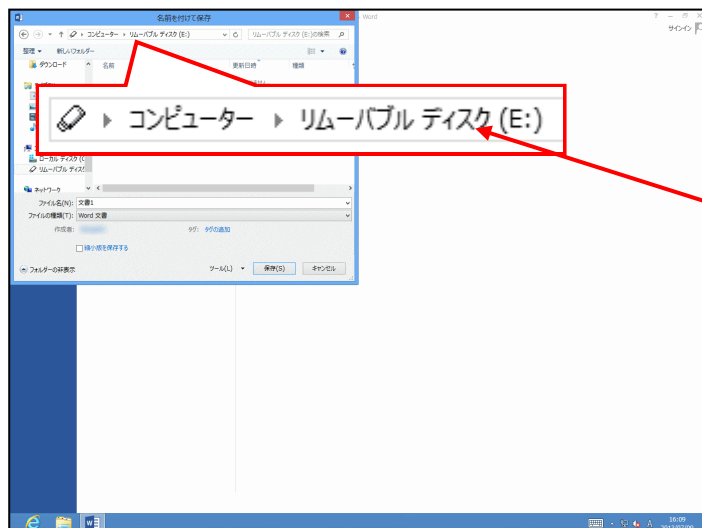 名前を付けて保存
Word
? － □ ×
サインイン
コンピューター リムーバブル ディスク (E:)
リムーバブル ディスク (E:)の検索
整理 新しいフォルダー
ダウンロード
名前 更新日時 種類
コンピューター リムーバブル ディスク (E:)
ローカル ディスク (C
リムーバブル ディス
ネットワーク
ファイル名(N): 文書1
ファイルの種類(T): Word 文書
作成者:
タグ: タグの追加
縮小版を保存する
フォルダーの非表示
ツール(L) 保存(S) キャンセル
A 16:09